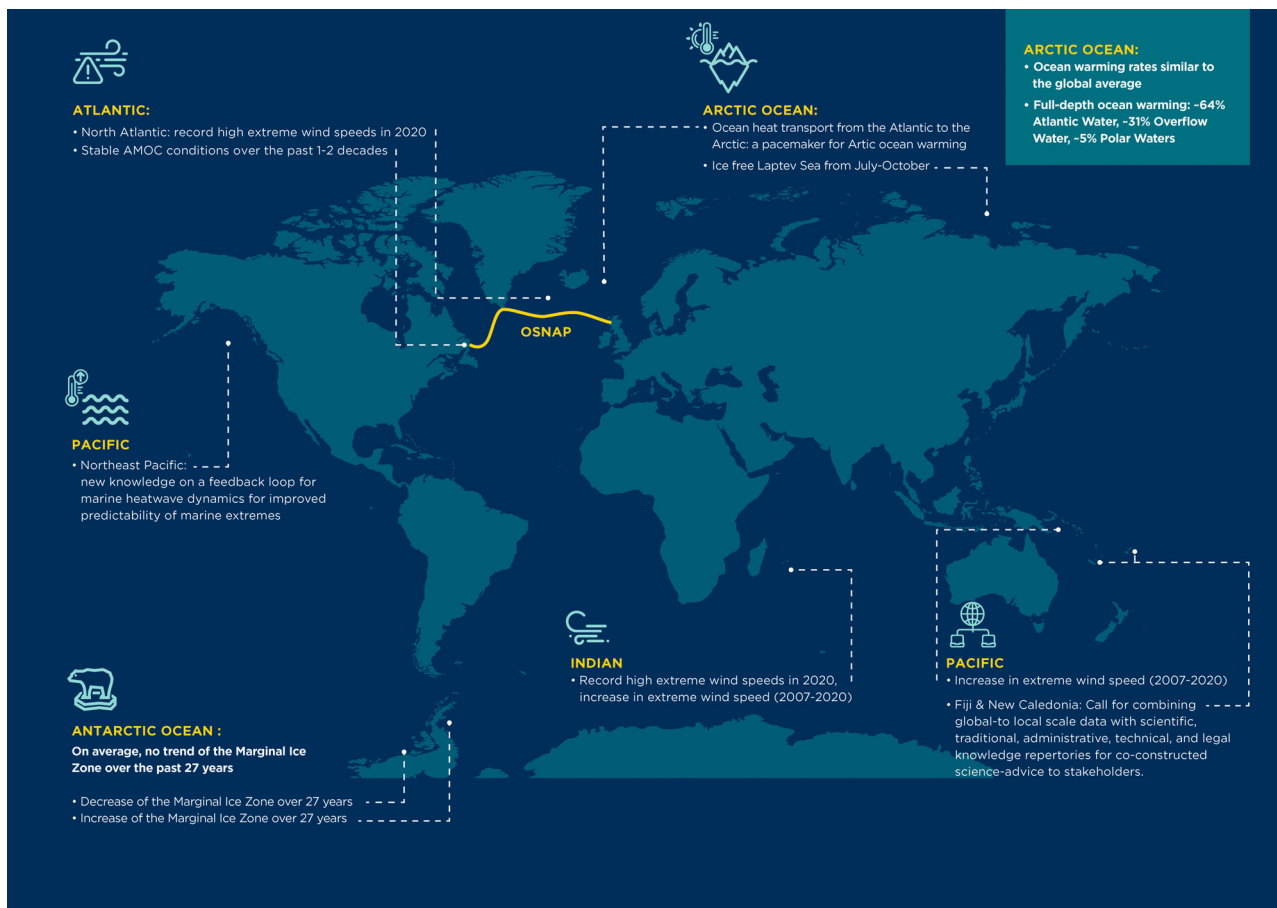 ATLANTIC:
• North Atlantic: record high extreme wind speeds in 2020
• Stable AMOC conditions over the past 1-2 decades
ARCTIC OCEAN:
• Ocean heat transport from the Atlantic to the
Arctic: a pacemaker for Artic ocean warming
• Ice free Laptev Sea from July-October
ARCTIC OCEAN:
• Ocean warming rates similar to
the global average
• Full-depth ocean warming: ~64%
Atlantic Water, ~31% Overflow
Water, ~5% Polar Waters
OSNAP
PACIFIC
• Northeast Pacific:
new knowledge on a feedback loop for
marine heatwave dynamics for improved
predictability of marine extremes
INDIAN
• Record high extreme wind speeds in 2020,
increase in extreme wind speed (2007-2020)
PACIFIC
• Increase in extreme wind speed (2007-2020)
• Fiji & New Caledonia: Call for combining
global-to local scale data with scientific,
traditional, administrative, technical, and legal
knowledge repertories for co-constructed
science-advice to stakeholders.
ANTARCTIC OCEAN :
On average, no trend of the Marginal Ice
Zone over the past 27 years
• Decrease of the Marginal Ice Zone over 27 years
• Increase of the Marginal Ice Zone over 27 years